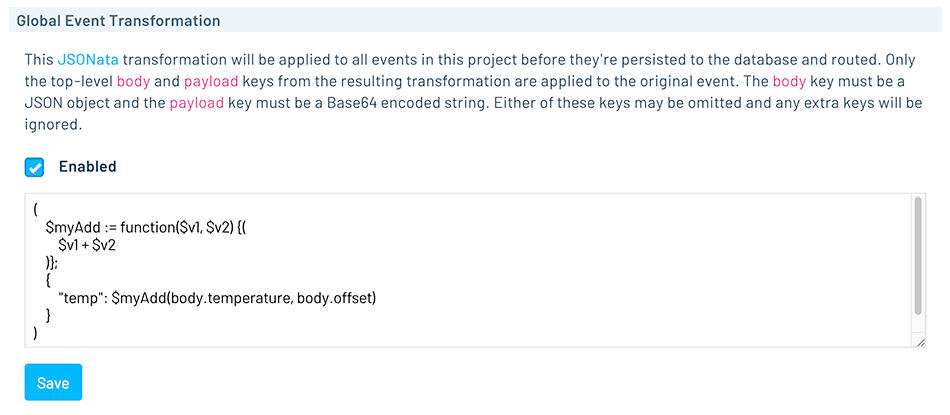 Global Event Transformation
This JSONata transformation will be applied to all events in this project before they're persisted to the database and routed. Only
the top-level body and payload keys from the resulting transformation are applied to the original event. The body key must be a
JSON object and the payload key must be a Base64 encoded string. Either of these keys may be omitted and any extra keys will be
ignored.
Enabled
(
$myAdd := function($v1, $v2) {(
$v1 + $v2
)};
{
"temp": $myAdd(body.temperature, body.offset)
}
)
Save